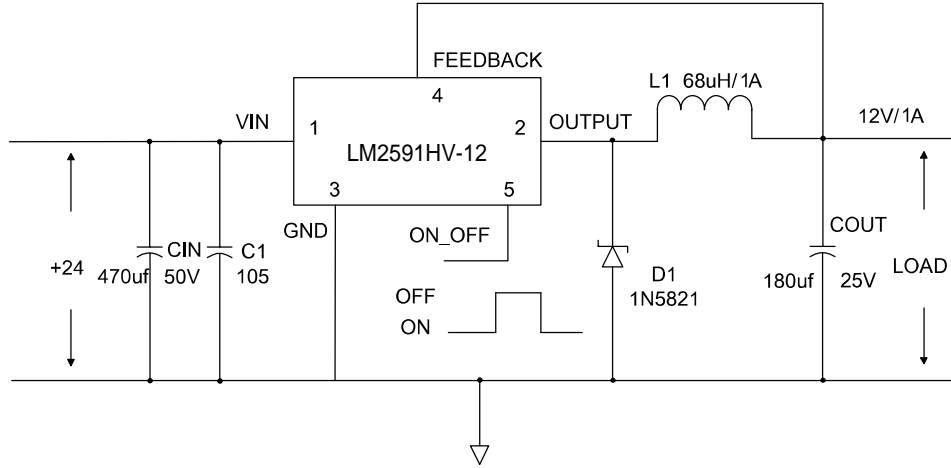 FEEDBACK
4
L1 68uH/1A
VIN
1
2
OUTPUT
12V/1A
LM2591HV-12
3
5
GND
ON_OFF
COUT
+24
CIN
C1
470uf 50V
105
D1
1N5821
180uf 25V
LOAD
OFF
ON